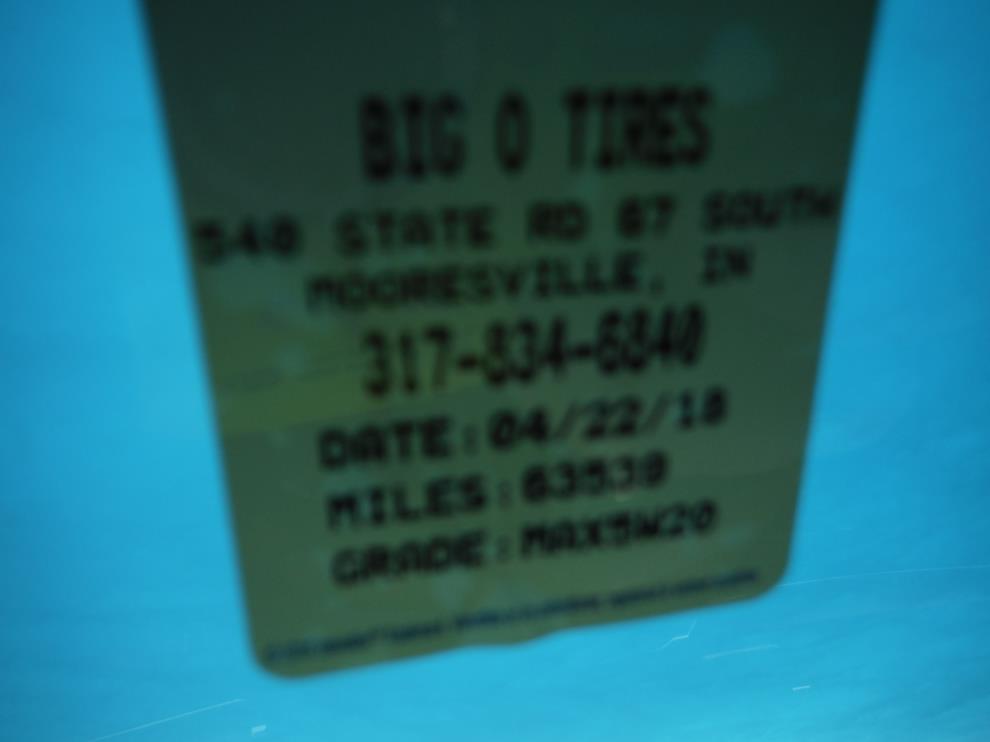 BIG O TIRES
540 STATE RD 67 SOUTH
MOORESVILLE, IN
317-834-6840
DATE:04/22/18
MILES:63539
GRADE:MAX5W20